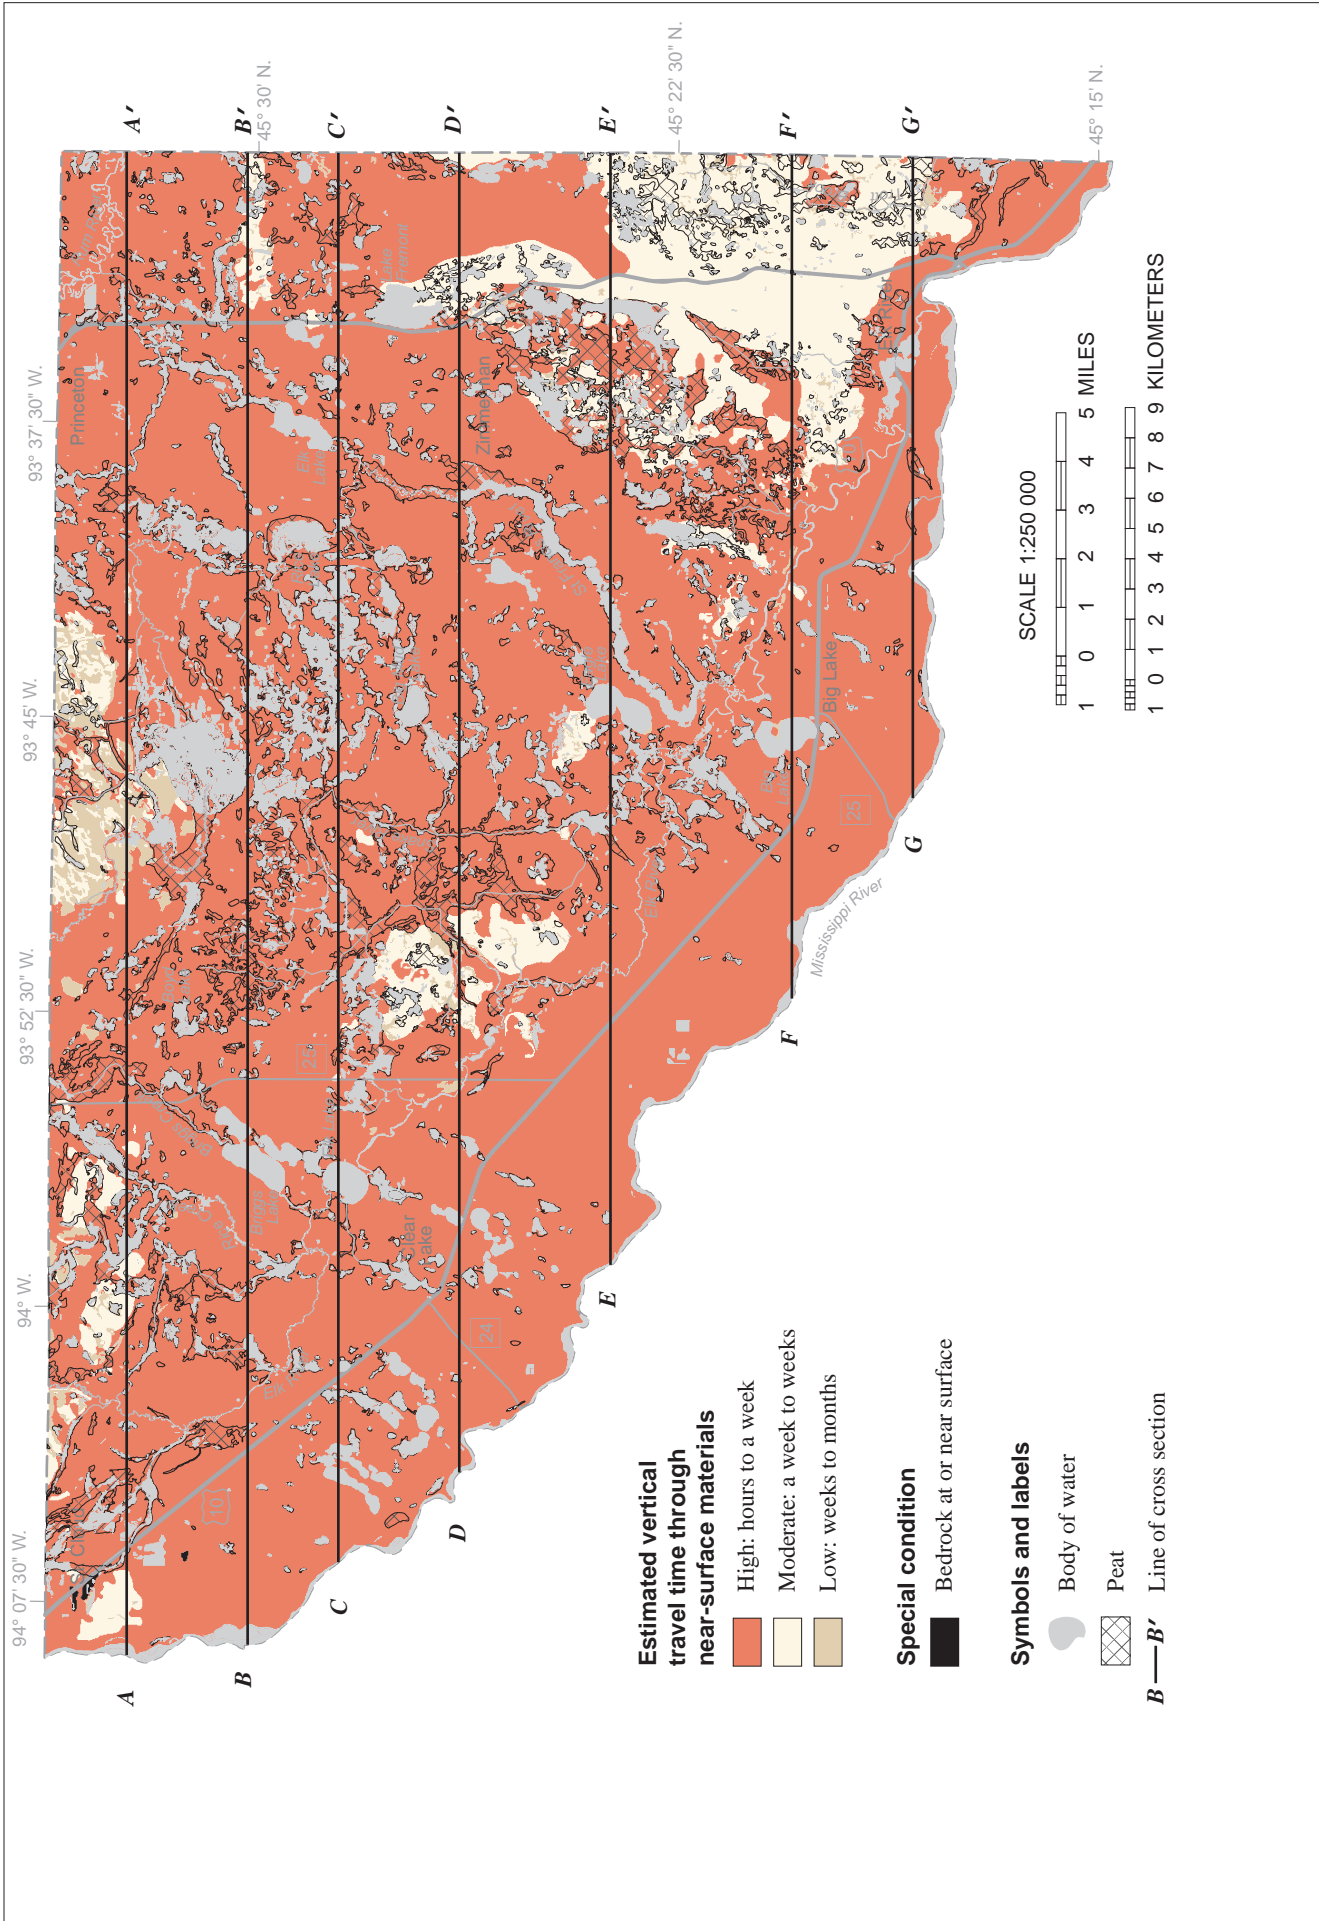 94° 07' 30" W.
94° W.
93° 52' 30" W.
93° 45' W.
93° 37' 30" W.
Princeton
A
A′
B
B′
45° 30' N.
C
C′
D
D′
E
E′
45° 22' 30" N.
F
F′
G
G′
45° 15' N.
10
25
24
25
Briggs
Lake
Elk
Lake
Lake
Fremont
Clear
Lake
Zimmerman
Big Lake
Big
Lake
Elk River
Mississippi River
SCALE 1:250 000
1 0 1 2 3 4 5 MILES
1 0 1 2 3 4 5 6 7 8 9 KILOMETERS
Estimated vertical
travel time through
near-surface materials
High: hours to a week
Moderate: a week to weeks
Low: weeks to months
Special condition
Bedrock at or near surface
Symbols and labels
Body of water
Peat
B — B′ Line of cross section